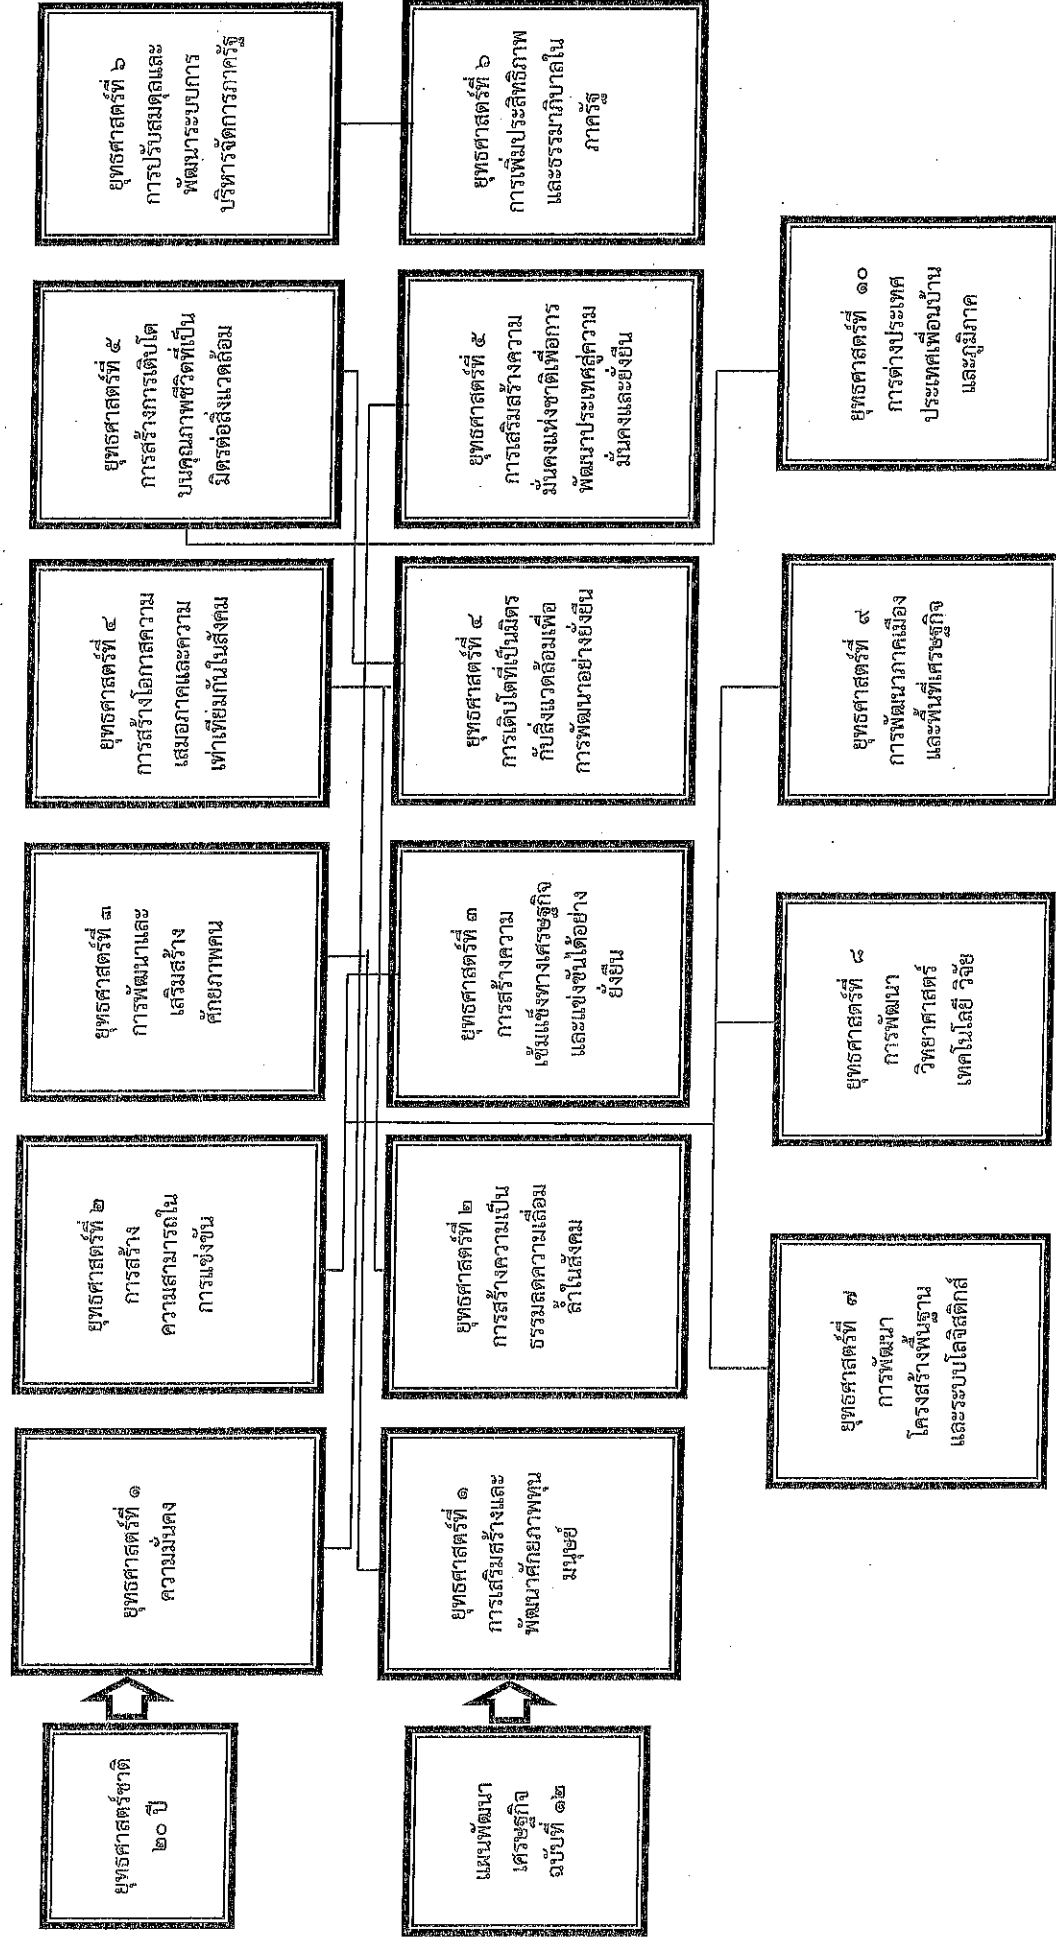 ยุทธศาสตร์ชาติ
๒๐ ปี
ยุทธศาสตร์ที่ ๑
ความมั่นคง
ยุทธศาสตร์ที่ ๒
การสร้าง
ความสามารถใน
การแข่งขัน
ยุทธศาสตร์ที่ ๓
การพัฒนาและ
เสริมสร้าง
ศักยภาพคน
ยุทธศาสตร์ที่ ๔
การสร้างโอกาสความ
เสมอภาคและความ
เท่าเทียมกันในสังคม
ยุทธศาสตร์ที่ ๕
การสร้างการเติบโต
บนคุณภาพชีวิตที่เป็น
มิตรต่อสิ่งแวดล้อม
ยุทธศาสตร์ที่ ๖
การปรับสมดุลและ
พัฒนาระบบการ
บริหารจัดการภาครัฐ
แผนพัฒนา
เศรษฐกิจ
ฉบับที่ ๑๒
ยุทธศาสตร์ที่ ๑
การเสริมสร้างและ
พัฒนาศักยภาพทุน
มนุษย์
ยุทธศาสตร์ที่ ๒
การสร้างความเป็น
ธรรมลดความเลื่อม
ล้ำในสังคม
ยุทธศาสตร์ที่ ๓
การสร้างความ
เข้มแข็งทางเศรษฐกิจ
และแข่งขันได้อย่าง
ยั่งยืน
ยุทธศาสตร์ที่ ๔
การเติบโตที่เป็นมิตร
กับสิ่งแวดล้อมเพื่อ
การพัฒนาอย่างยั่งยืน
ยุทธศาสตร์ที่ ๕
การเสริมสร้างความ
มั่นคงแห่งชาติเพื่อการ
พัฒนาประเทศสู่ความ
มั่นคงและยั่งยืน
ยุทธศาสตร์ที่ ๖
การเพิ่มประสิทธิภาพ
และธรรมาภิบาลใน
ภาครัฐ
ยุทธศาสตร์ที่ ๗
การพัฒนา
โครงสร้างพื้นฐาน
และระบบโลจิสติกส์
ยุทธศาสตร์ที่ ๘
การพัฒนา
วิทยาศาสตร์
เทคโนโลยี วิจัย
ยุทธศาสตร์ที่ ๙
การพัฒนาภาคเมือง
และพื้นที่เศรษฐกิจ
ยุทธศาสตร์ที่ ๑๐
การต่างประเทศ
ประเทศเพื่อนบ้าน
และภูมิภาค